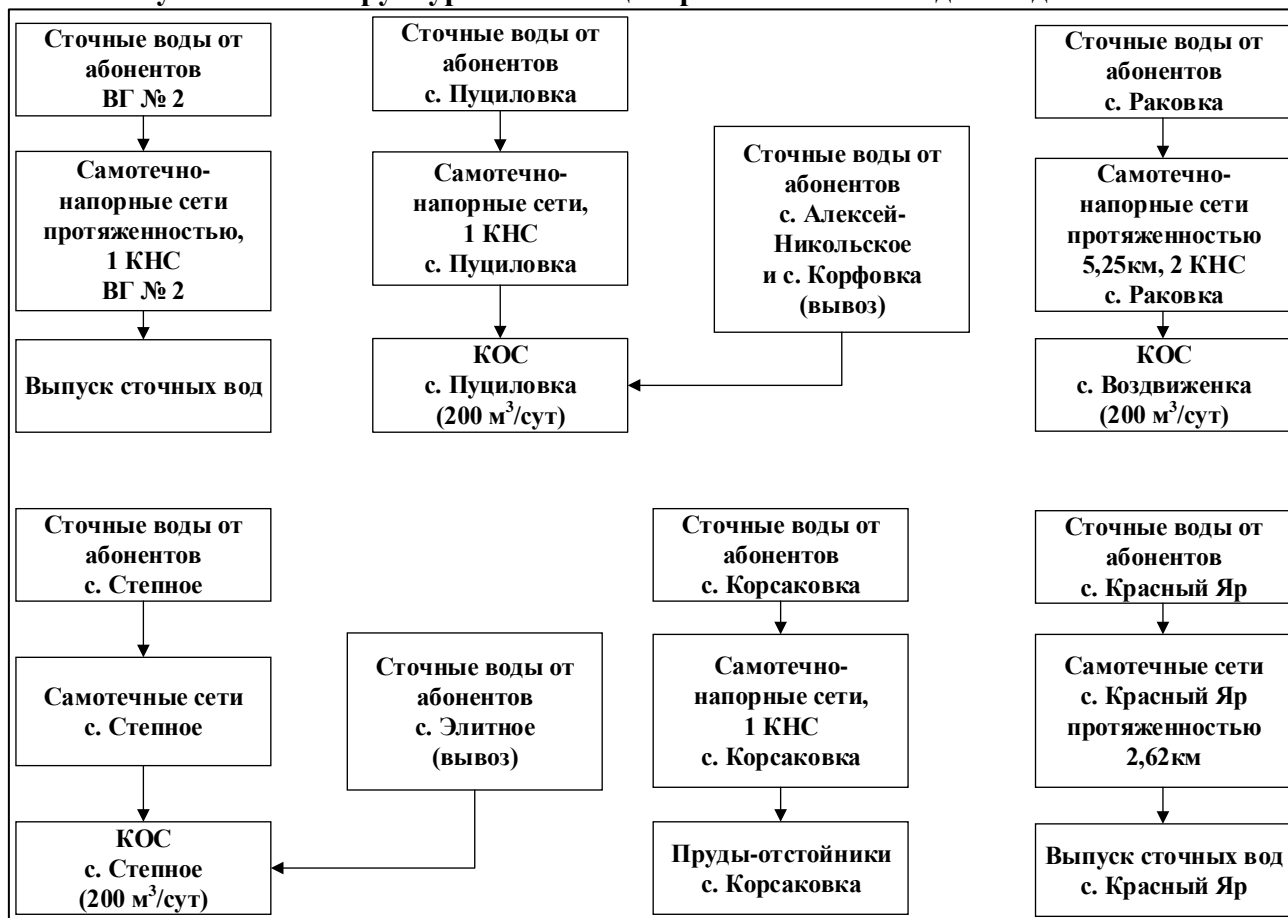 Сточные воды от
абонентов
ВГ № 2
Самотечно-
напорные сети
протяженностью,
1 КНС
ВГ № 2
Выпуск сточных вод
Сточные воды от
абонентов
с. Пуциловка
Самотечно-
напорные сети,
1 КНС
с. Пуциловка
КОС
с. Пуциловка
(200 м³/сут)
Сточные воды от
абонентов
с. Алексей-
Никольское
и с. Корфовка
(вывоз)
Сточные воды от
абонентов
с. Раковка
Самотечно-
напорные сети
протяженностью
5,25км, 2 КНС
с. Раковка
КОС
с. Воздвиженка
(200 м³/сут)
Сточные воды от
абонентов
с. Степное
Самотечные сети
с. Степное
КОС
с. Степное
(200 м³/сут)
Сточные воды от
абонентов
с. Элитное
(вывоз)
Сточные воды от
абонентов
с. Корсаковка
Самотечно-
напорные сети,
1 КНС
с. Корсаковка
Пруды-отстойники
с. Корсаковка
Сточные воды от
абонентов
с. Красный Яр
Самотечные сети
с. Красный Яр
протяженностью
2,62км
Выпуск сточных вод
с. Красный Яр